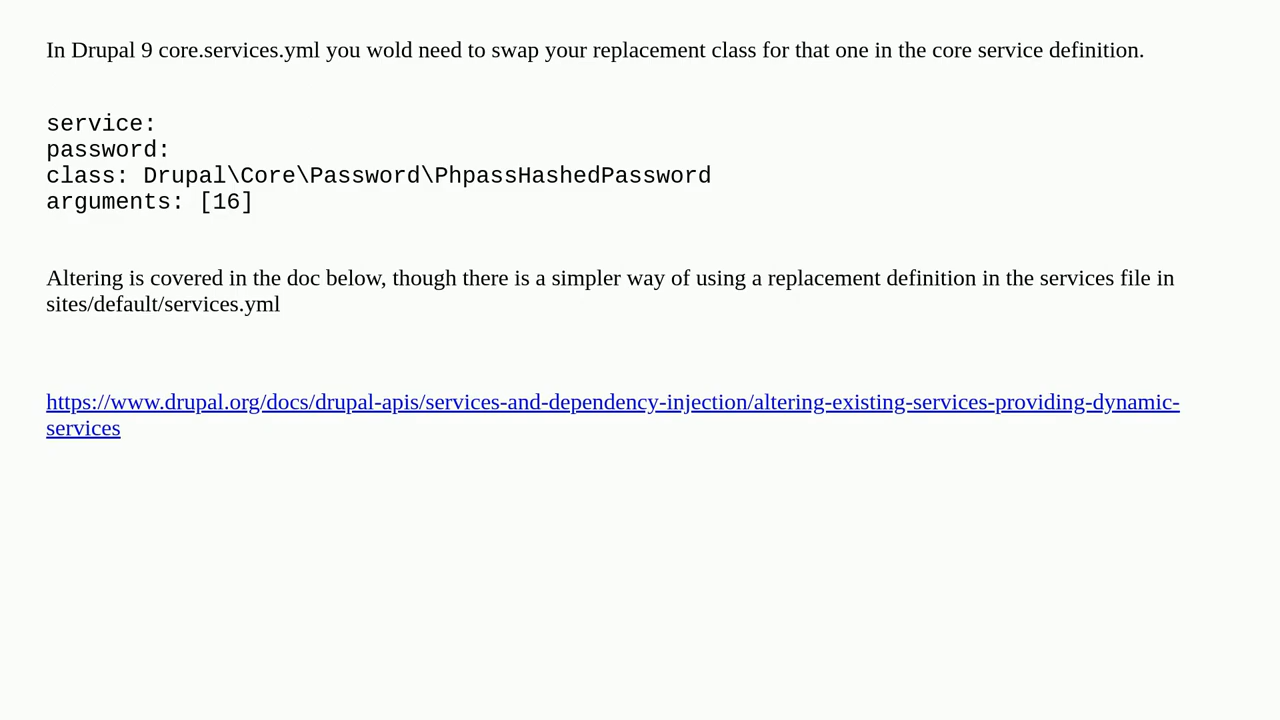 In Drupal 9 core.services.yml you wold need to swap your replacement class for that one in the core service definition.
service:
password:
class: Drupal\Core\Password\PhpassHashedPassword
arguments: [16]
Altering is covered in the doc below, though there is a simpler way of using a replacement definition in the services file in
sites/default/services.yml
https://www.drupal.org/docs/drupal-apis/services-and-dependency-injection/altering-existing-services-providing-dynamic-
services